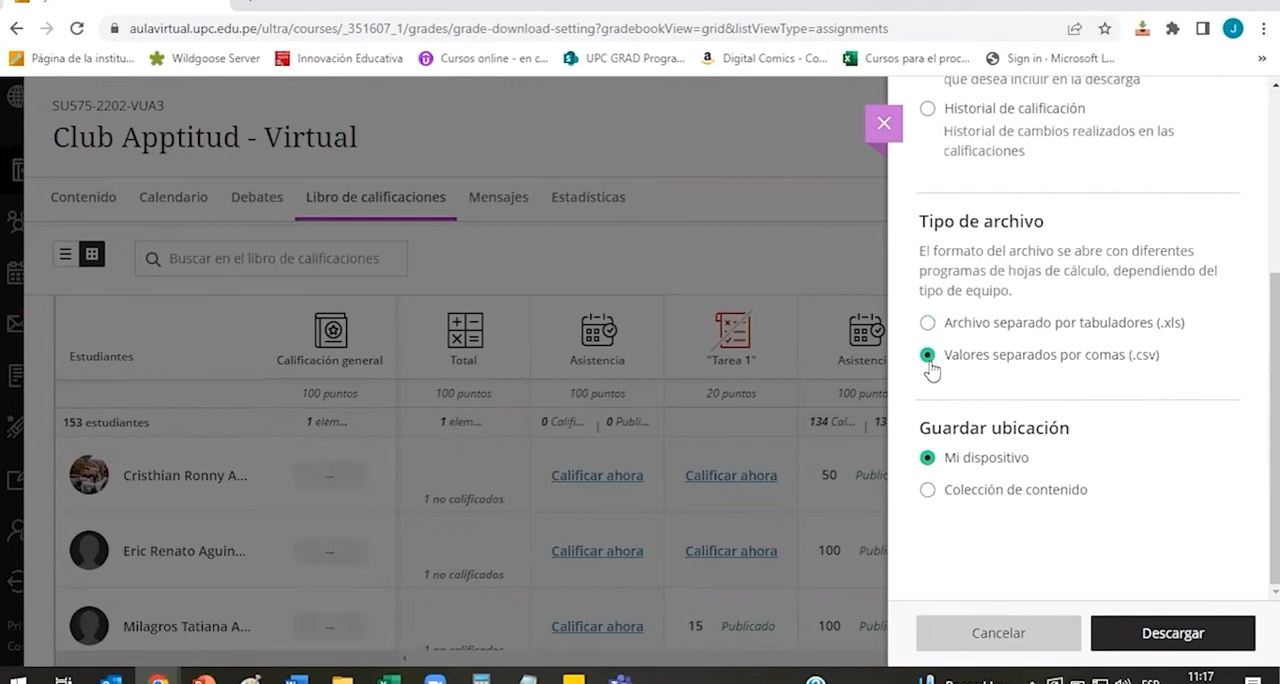 aulavirtual.upc.edu.pe/ultra/courses/_351607_1/grades/grade-download-setting?gradebookView=grid&listViewType=assignments
J
Página de la institu...
Wildgoose Server
Innovación Educativa
Cursos online - en c...
UPC GRAD Progra...
Digital Comics - Co...
Cursos para el proc...
Sign in · Microsoft L...
»
SU575-2202-VUA3
Club Apptitud - Virtual
Contenido
Calendario
Debates
Libro de calificaciones
Mensajes
Estadísticas
Buscar en el libro de calificaciones
Estudiantes
Calificación general
Total
Asistencia
"Tarea 1"
Asistenc
100 puntos
100 puntos
100 puntos
20 puntos
100 punto
153 estudiantes
1 elem...
1 elem...
0 Califi... | 0 Publi...
134 Cal... | 13
Cristhian Ronny A...
--
1 no calificados
Calificar ahora
Calificar ahora
50 Public
Eric Renato Aguin...
--
1 no calificados
Calificar ahora
Calificar ahora
100 Publi
Milagros Tatiana A...
--
Calificar ahora
15 Publicado
100 Publi
que desea incluir en la descarga
Historial de calificación
Historial de cambios realizados en las
calificaciones
Tipo de archivo
El formato del archivo se abre con diferentes
programas de hojas de cálculo, dependiendo del
tipo de equipo.
Archivo separado por tabuladores (.xls)
Valores separados por comas (.csv)
Guardar ubicación
Mi dispositivo
Colección de contenido
Cancelar
Descargar
11:17